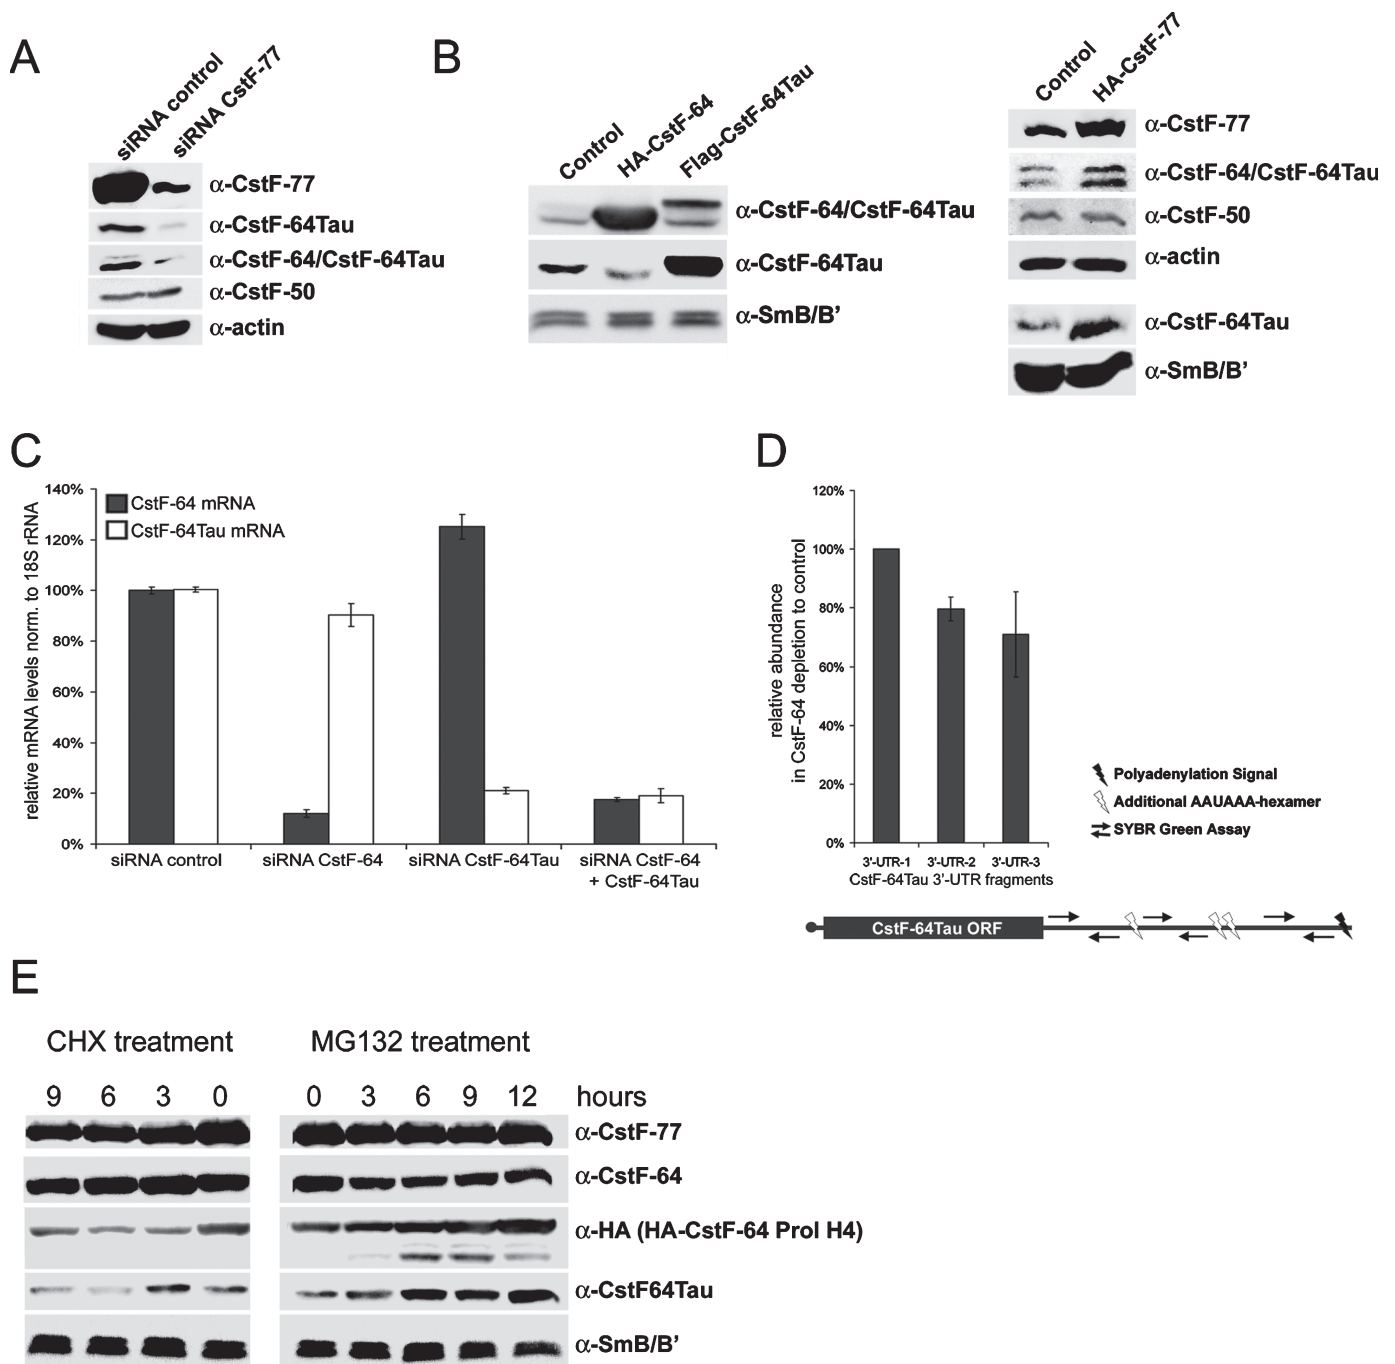 A
siRNA control
siRNA CstF-77
α-CstF-77
α-CstF-64Tau
α-CstF-64/CstF-64Tau
α-CstF-50
α-actin
B
Control
HA-CstF-64
Flag-CstF-64Tau
α-CstF-64/CstF-64Tau
α-CstF-64Tau
α-SmB/B'
Control
HA-CstF-77
α-CstF-77
α-CstF-64/CstF-64Tau
α-CstF-50
α-actin
α-CstF-64Tau
α-SmB/B'
C
relative mRNA levels norm. to 18S rRNA
140%
120%
100%
80%
60%
40%
20%
0%
CstF-64 mRNA
CstF-64Tau mRNA
siRNA control
siRNA CstF-64
siRNA CstF-64Tau
siRNA CstF-64
+ CstF-64Tau
D
relative abundance
in CstF-64 depletion to control
120%
100%
80%
60%
40%
20%
0%
3'-UTR-1 3'-UTR-2 3'-UTR-3
CstF-64Tau 3'-UTR fragments
Polyadenylation Signal
Additional AAUAAA-hexamer
SYBR Green Assay
CstF-64Tau ORF
E
CHX treatment
MG132 treatment
9 6 3 0
0 3 6 9 12 hours
α-CstF-77
α-CstF-64
α-HA (HA-CstF-64 Prol H4)
α-CstF64Tau
α-SmB/B'